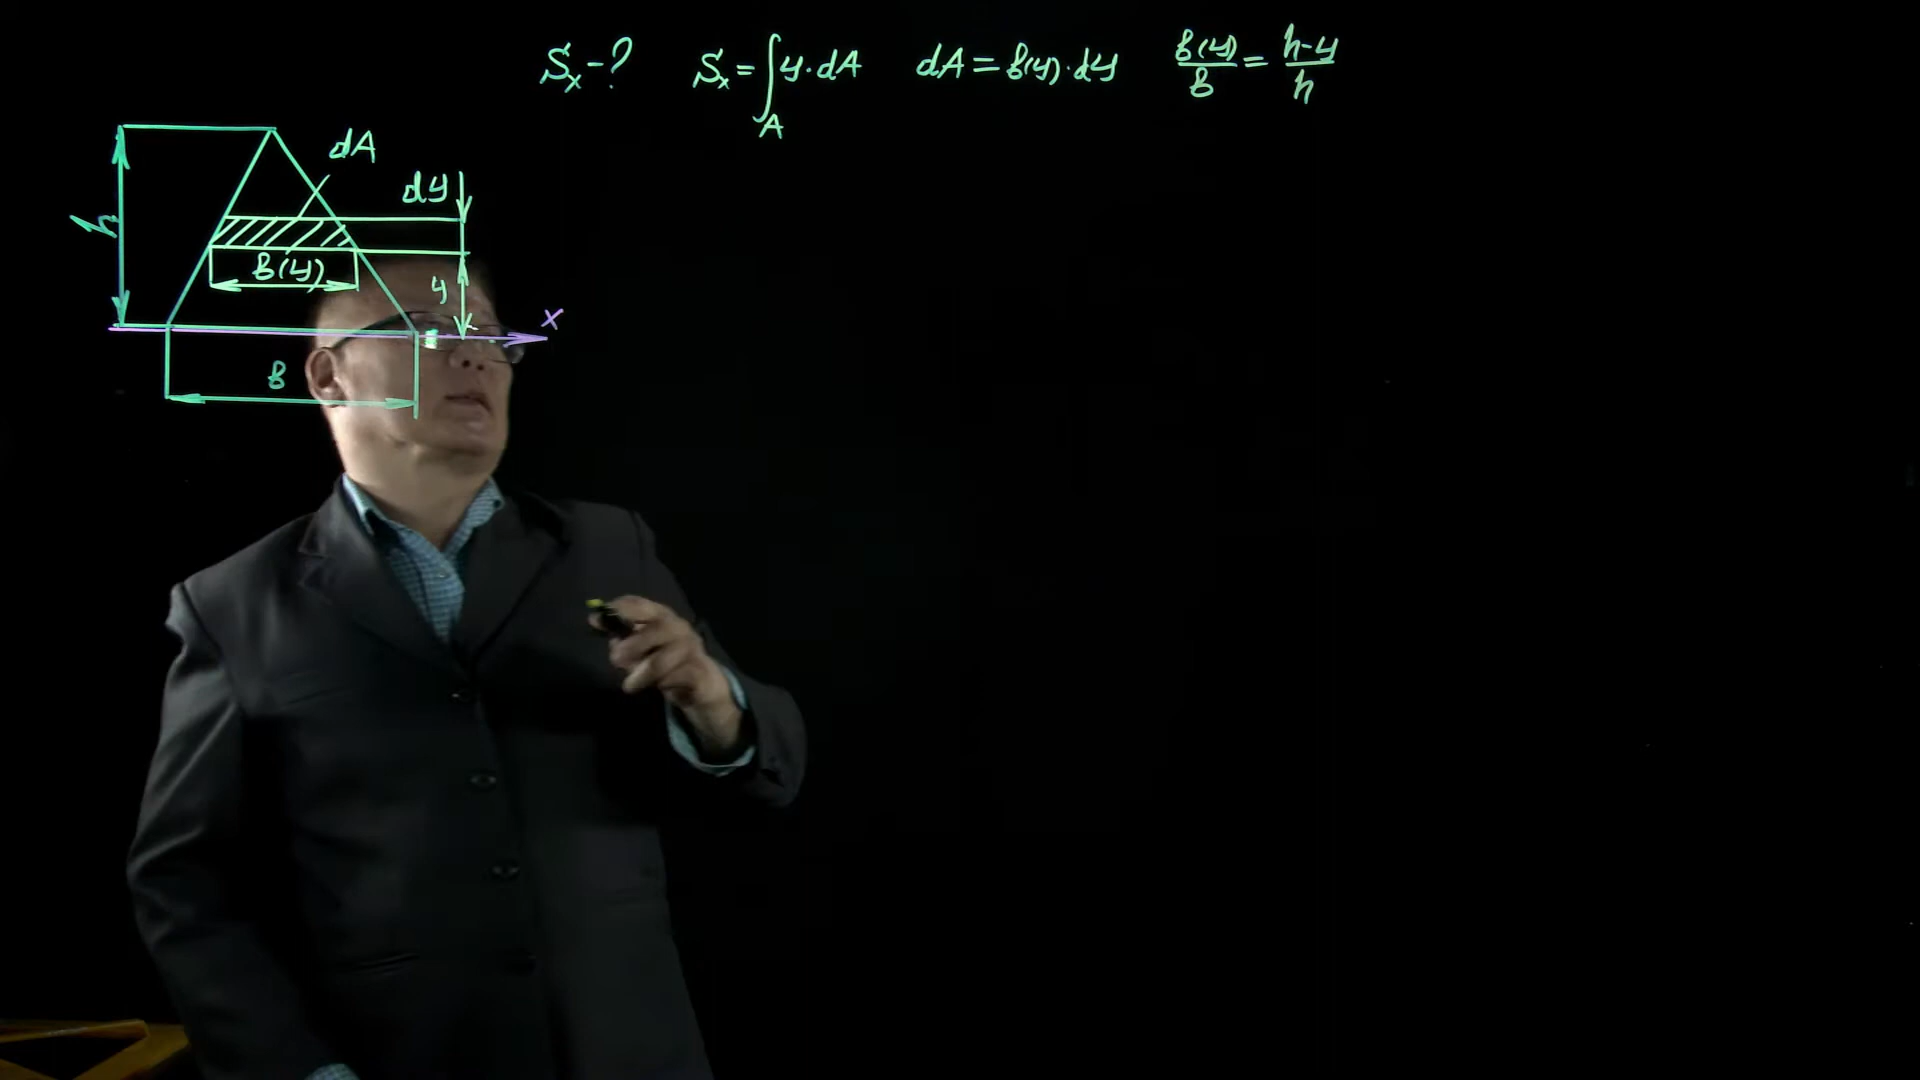 Sₓ-? Sₓ=∫y·dA dA=b(y)·dy b(y)/b=(h-y)/h
A
dA
dy
h
b(y)
y
x
b